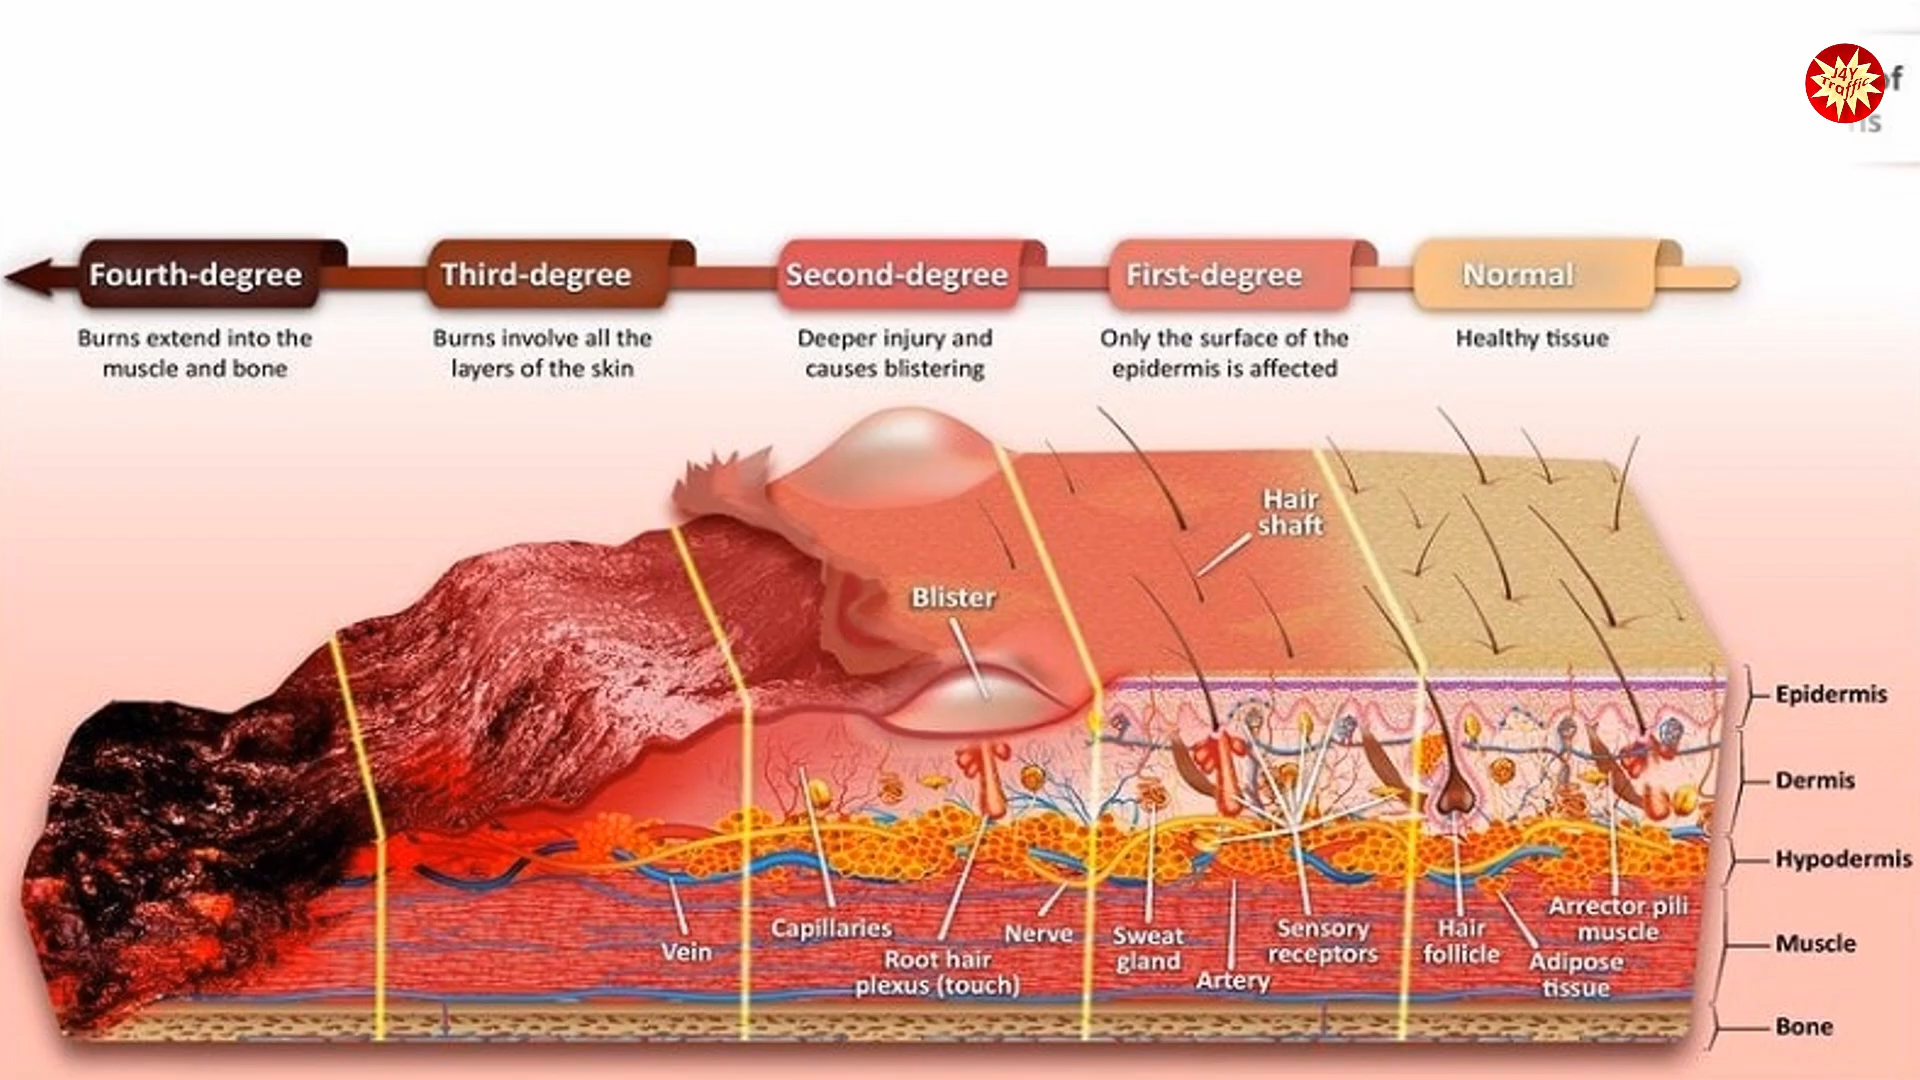 J4Y
Traffic
of
Fourth-degree
Third-degree
Second-degree
First-degree
Normal
Burns extend into the
muscle and bone
Burns involve all the
layers of the skin
Deeper injury and
causes blistering
Only the surface of the
epidermis is affected
Healthy tissue
Hair
shaft
Blister
Epidermis
Dermis
Hypodermis
Muscle
Bone
Vein
Capillaries
Root hair
plexus (touch)
Nerve
Sweat
gland
Artery
Sensory
receptors
Hair
follicle
Arrector pili
muscle
Adipose
tissue